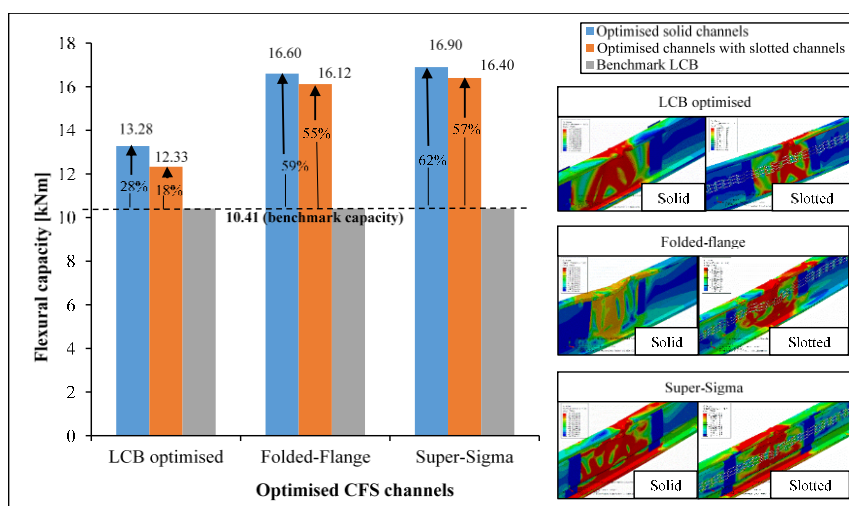 Flexural capacity [kNm]
18
16
14
12
10
8
6
4
2
0
13.28
12.33
28%
18%
16.60
16.12
59%
55%
16.90
16.40
62%
57%
10.41 (benchmark capacity)
LCB optimised
Folded-Flange
Super-Sigma
Optimised CFS channels
Optimised solid channels
Optimised channels with slotted channels
Benchmark LCB
LCB optimised
Solid
Slotted
Folded-flange
Solid
Slotted
Super-Sigma
Solid
Slotted